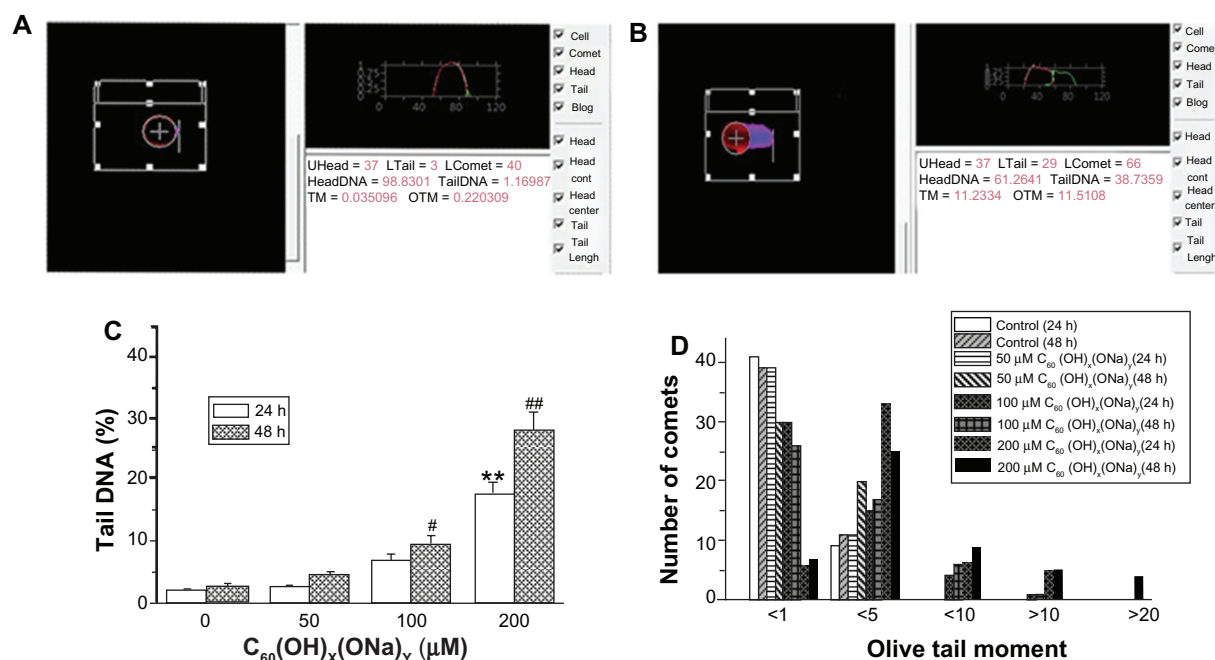 A
Cell
Comet
Head
Tail
Blog
Head
Head
cont
Head
center
Tail
Tail
Lengh
0 40 80 120
UHead = 37 LTail = 3 LComet = 40
HeadDNA = 98.8301 TailDNA = 1.16987
TM = 0.035096 OTM = 0.220309
B
Cell
Come
Head
Tail
Blog
Head
Head
cont
Head
center
Tail
Tail
Lengh
0 40 60 80 120
UHead = 37 LTail = 29 LComet = 66
HeadDNA = 61.2641 TailDNA = 38.7359
TM = 11.2334 OTM = 11.5108
C
Tail DNA (%)
40
30
20
10
0
24 h
48 h
#
**
##
0 50 100 200
C₆₀(OH)ₓ(ONa)Y (μM)
D
Number of comets
40
30
20
10
0
Control (24 h)
Control (48 h)
50 μM C₆₀ (OH)ₓ(ONa)y(24 h)
50 μM C₆₀ (OH)ₓ(ONa)y(48 h)
100 μM C₆₀ (OH)ₓ(ONa)y(24 h)
100 μM C₆₀ (OH)ₓ(ONa)y(48 h)
200 μM C₆₀ (OH)ₓ(ONa)y(24 h)
200 μM C₆₀ (OH)ₓ(ONa)y(48 h)
<1 <5 <10 >10 >20
Olive tail moment